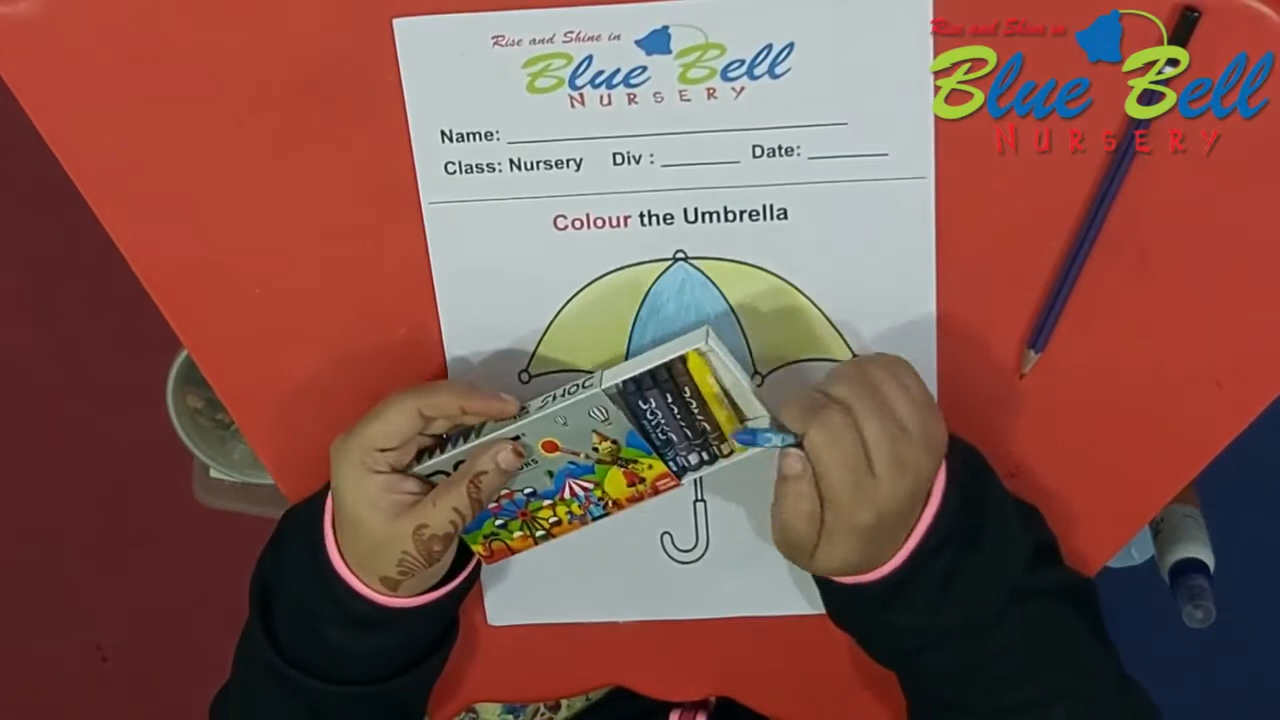 Rise and Shine in
Blue Bell
NURSERY
Name:
Class: Nursery Div : Date:
Colour the Umbrella
Rise and Shine in
Blue Bell
NURSERY
DOMS